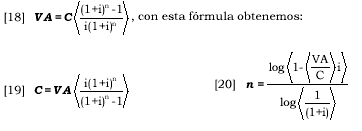 [18] VA = C⟨(1+i)ⁿ-1 / i(1+i)ⁿ⟩, con esta fórmula obtenemos:
[19] C = VA⟨i(1+i)ⁿ / (1+i)ⁿ-1⟩
[20] n = log⟨1-⟨VA / C⟩i⟩ / log⟨1 / (1+i)⟩